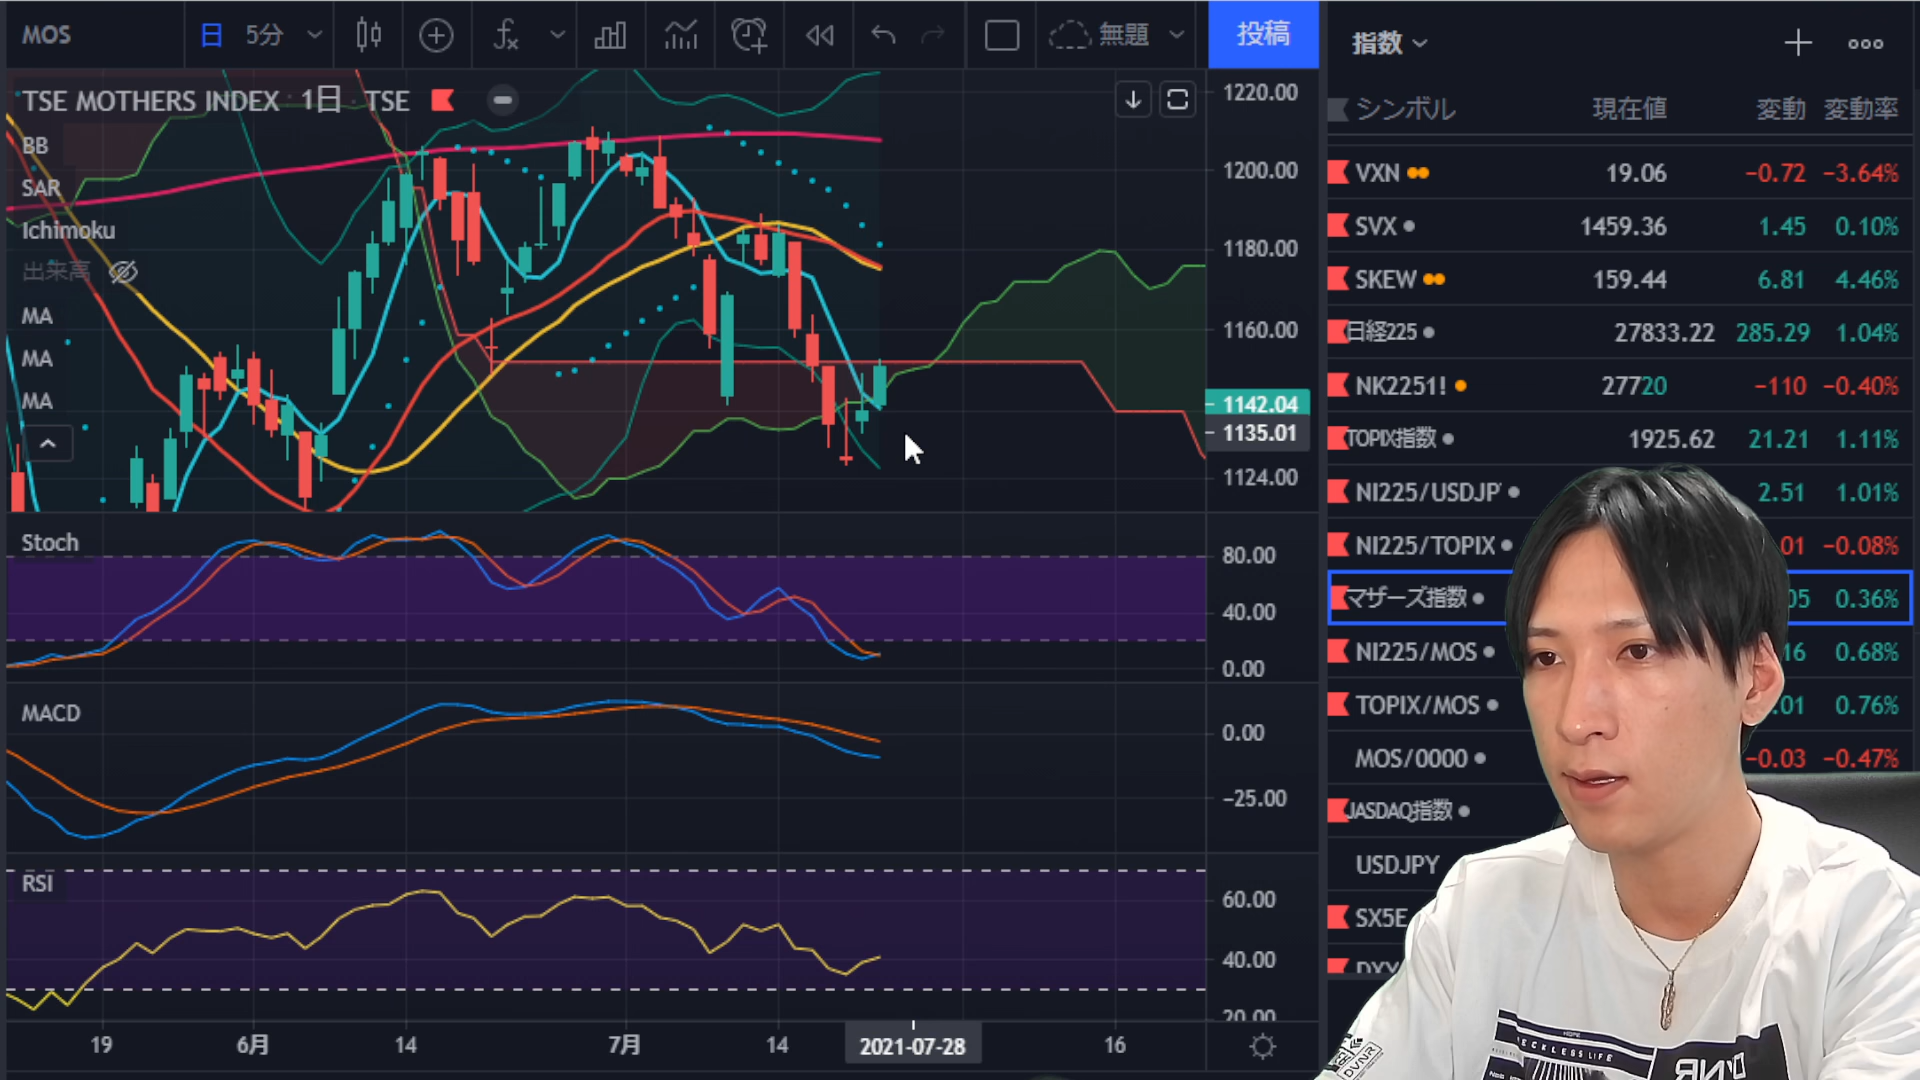 MOS
日 5分
無題
投稿
指数
TSE MOTHERS INDEX · 1日 · TSE
BB
SAR
Ichimoku
出来高
MA
MA
MA
1220.00
1200.00
1180.00
1160.00
1142.04
1135.01
1124.00
Stoch
80.00
40.00
0.00
MACD
0.00
−25.00
RSI
60.00
40.00
20.00
19 6月 14 7月 14 2021-07-28 16
シンボル 現在値 変動 変動率
VXN 19.06 −0.72 −3.64%
SVX 1459.36 1.45 0.10%
SKEW 159.44 6.81 4.46%
日経225 27833.22 285.29 1.04%
NK2251! 27720 −110 −0.40%
TOPIX指数 1925.62 21.21 1.11%
NI225/USDJP 2.51 1.01%
NI225/TOPIX 01 −0.08%
マザーズ指数 05 0.36%
NI225/MOS 16 0.68%
TOPIX/MOS .01 0.76%
MOS/0000 −0.03 −0.47%
JASDAQ指数
USDJPY
SX5E
DXY
HOPE
RECKLESS LIFE
DVNR